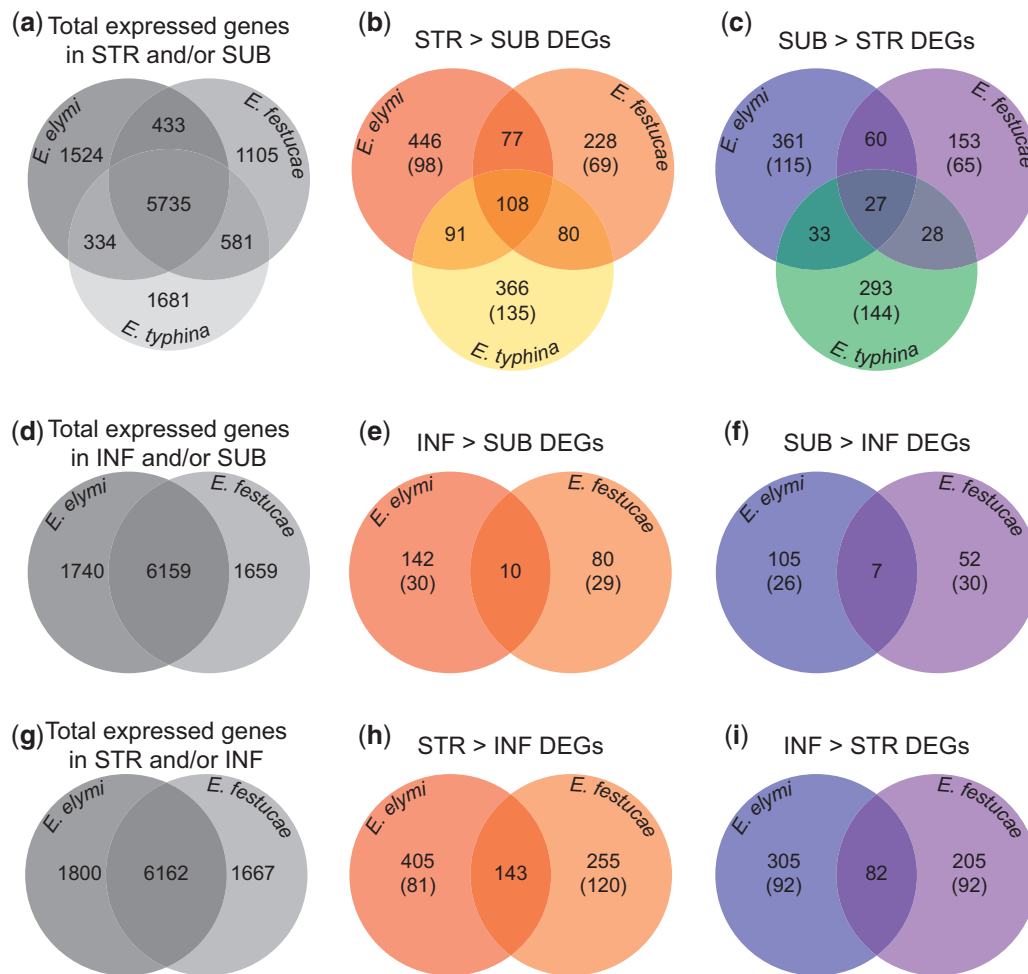 (a) Total expressed genes
in STR and/or SUB
E. elymi
E. festucae
433
1524
1105
5735
334
581
1681
E. typhina
(b) STR > SUB DEGs
E. elymi
E. festucae
446
(98)
77
228
(69)
108
91
80
366
(135)
E. typhina
(c) SUB > STR DEGs
E. elymi
E. festucae
361
(115)
60
153
(65)
27
33
28
293
(144)
E. typhina
(d) Total expressed genes
in INF and/or SUB
E. elymi
E. festucae
1740
6159
1659
(e) INF > SUB DEGs
E. elymi
E. festucae
142
(30)
10
80
(29)
(f) SUB > INF DEGs
E. elymi
E. festucae
105
(26)
7
52
(30)
(g) Total expressed genes
in STR and/or INF
E. elymi
E. festucae
1800
6162
1667
(h) STR > INF DEGs
E. elymi
E. festucae
405
(81)
143
255
(120)
(i) INF > STR DEGs
E. elymi
E. festucae
305
(92)
82
205
(92)